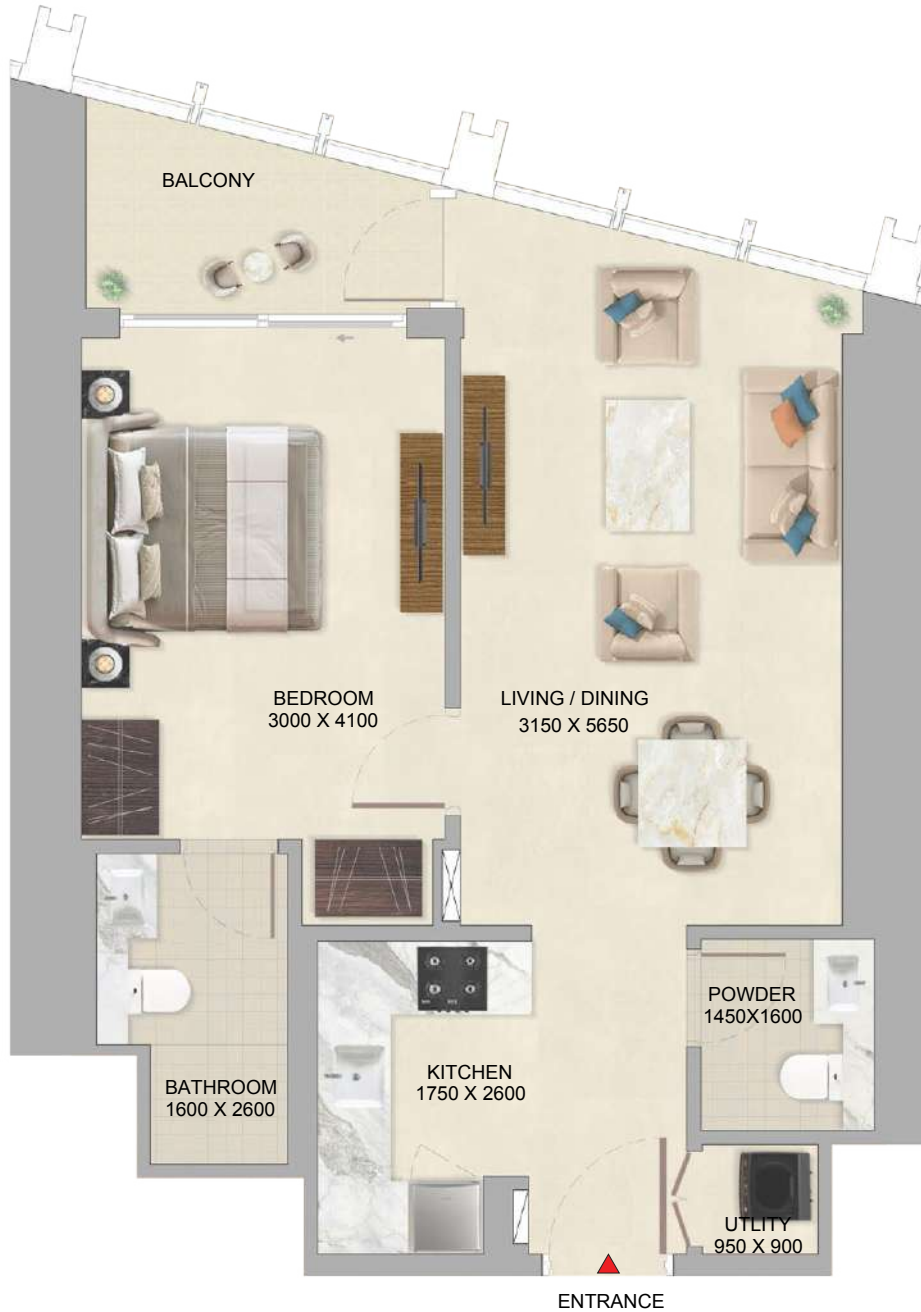 BALCONY
BEDROOM
3000 X 4100
LIVING / DINING
3150 X 5650
POWDER
1450X1600
KITCHEN
1750 X 2600
BATHROOM
1600 X 2600
UTLITY
950 X 900
ENTRANCE